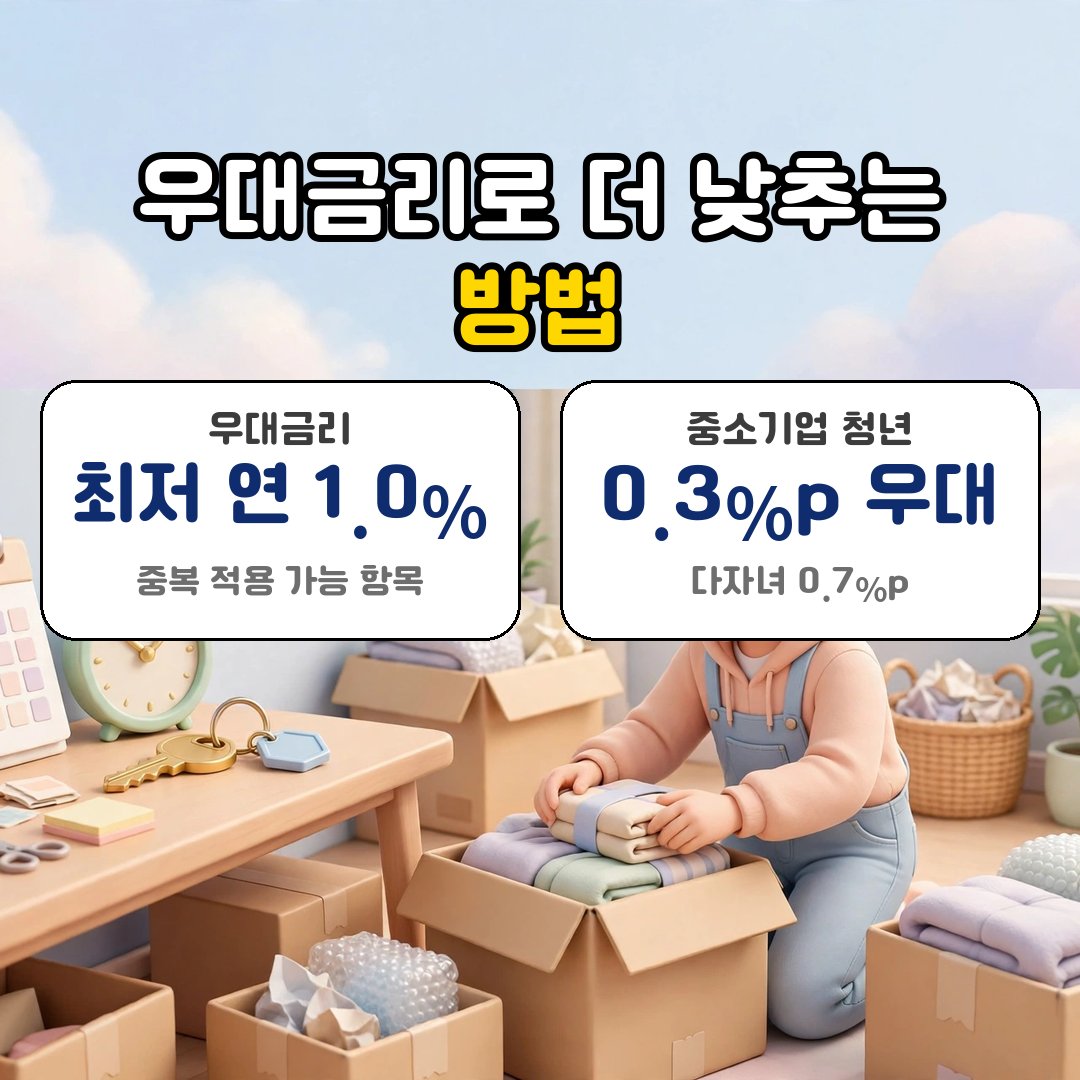 우대금리로 더 낮추는
방법
우대금리
최저 연 1.0%
중복 적용 가능 항목
중소기업 청년
0.3%p 우대
다자녀 0.7%p